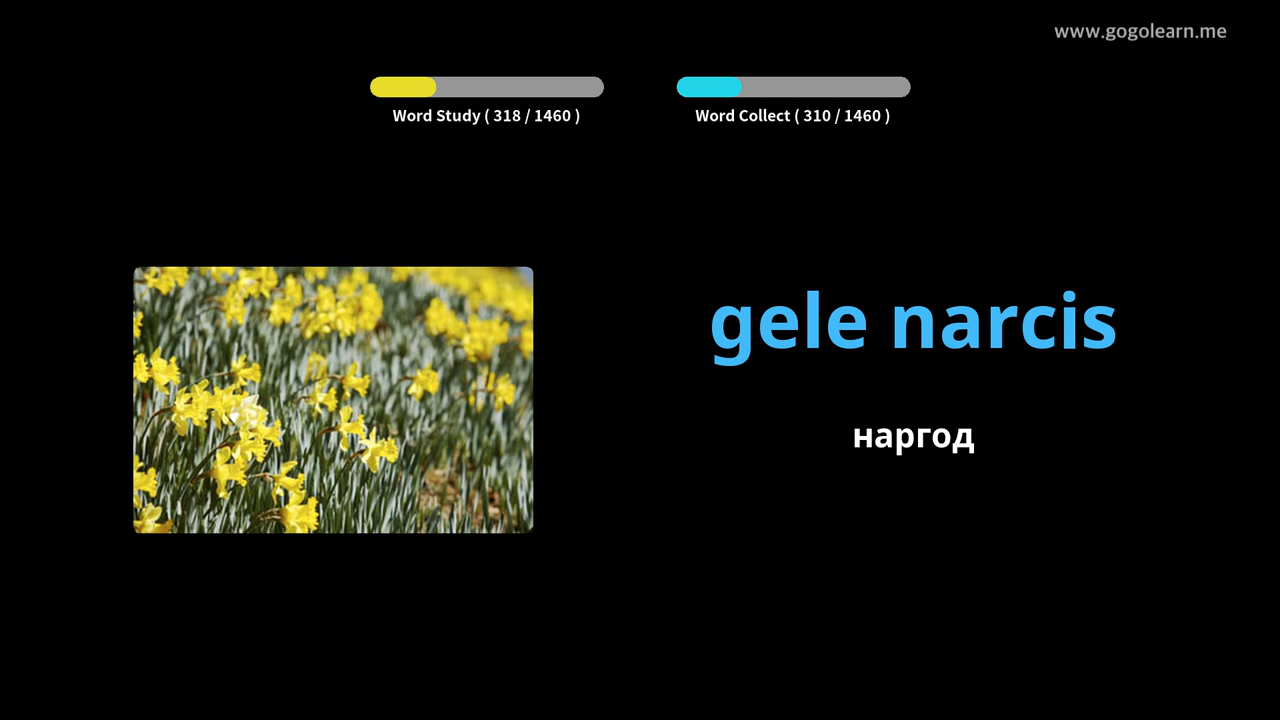 www.gogolearn.me
Word Study ( 318 / 1460 )
Word Collect ( 310 / 1460 )
gele narcis
наргод